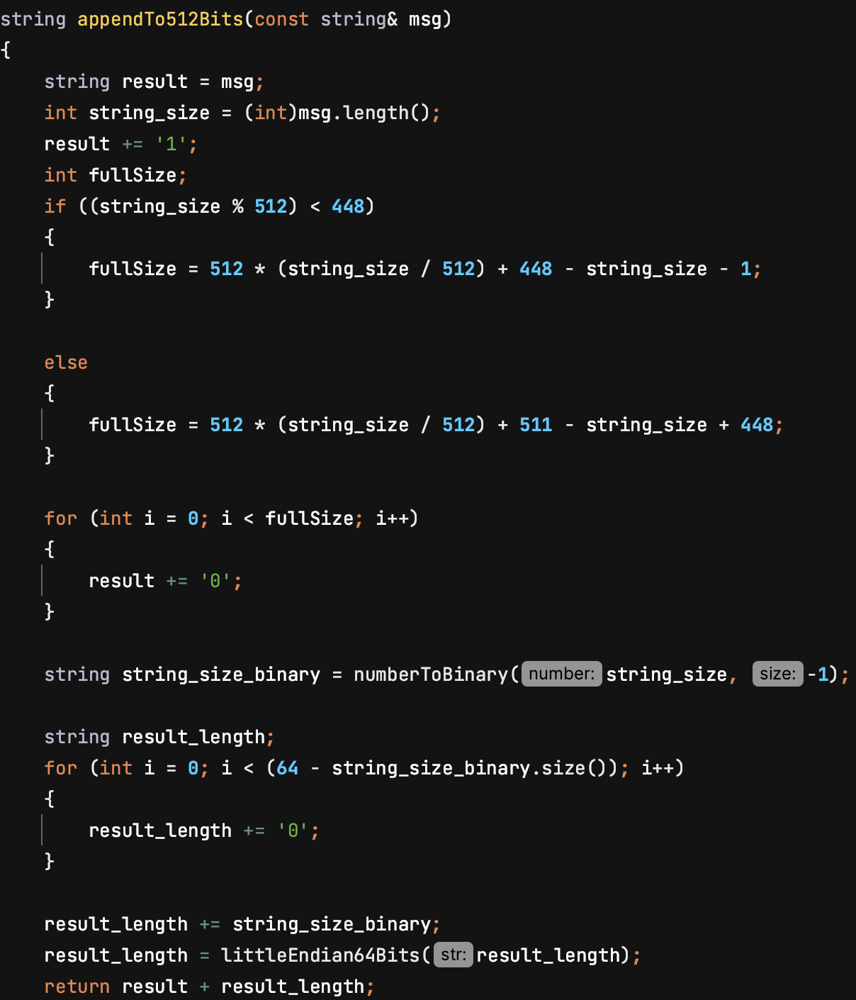 string appendTo512Bits(const string& msg)
{
    string result = msg;
    int string_size = (int)msg.length();
    result += '1';
    int fullSize;
    if ((string_size % 512) < 448)
    {
        fullSize = 512 * (string_size / 512) + 448 - string_size - 1;
    }

    else
    {
        fullSize = 512 * (string_size / 512) + 511 - string_size + 448;
    }

    for (int i = 0; i < fullSize; i++)
    {
        result += '0';
    }

    string string_size_binary = numberToBinary( number: string_size, size: -1);

    string result_length;
    for (int i = 0; i < (64 - string_size_binary.size()); i++)
    {
        result_length += '0';
    }

    result_length += string_size_binary;
    result_length = littleEndian64Bits( str: result_length);
    return result + result_length;